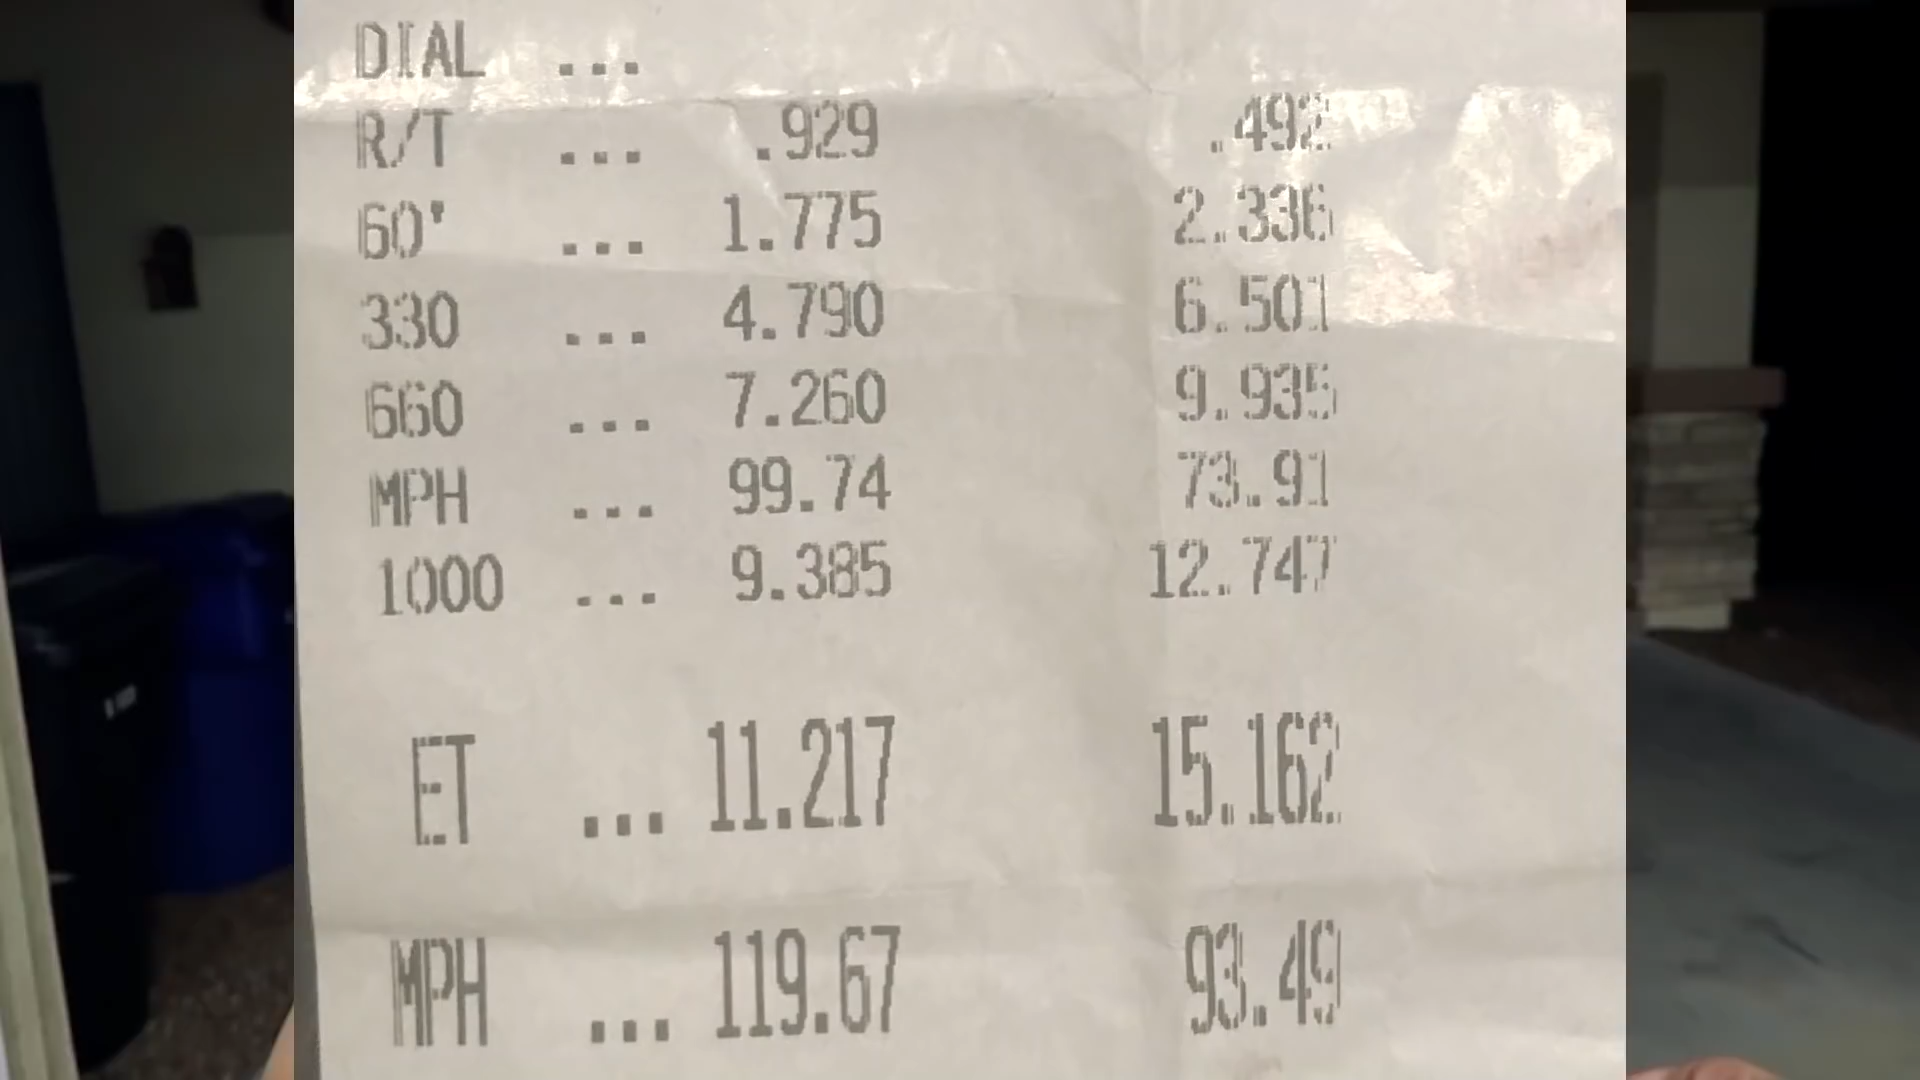 DIAL ...
R/T ... .929 .492
60' ... 1.775 2.336
330 ... 4.790 6.501
660 ... 7.260 9.935
MPH ... 99.74 73.91
1000 ... 9.385 12.747
ET ... 11.217 15.162
MPH ... 119.67 93.49